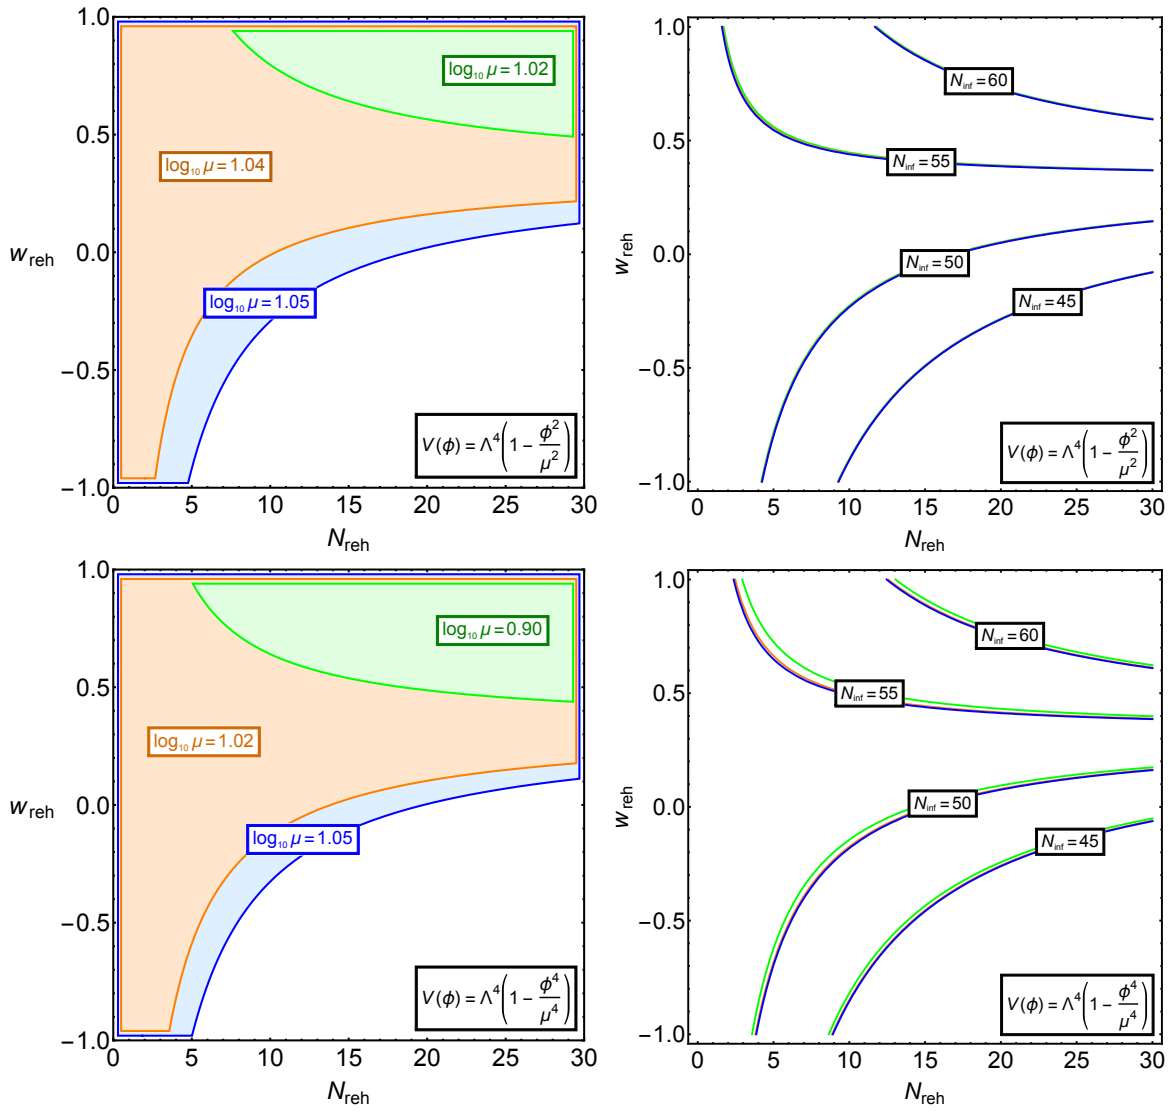 1.0
0.5
0.0
−0.5
−1.0
w_reh
log₁₀ μ = 1.02
log₁₀ μ = 1.04
log₁₀ μ = 1.05
V(ϕ) = Λ⁴(1 − ϕ²/μ²)
0 5 10 15 20 25 30
N_reh
1.0
0.5
0.0
−0.5
−1.0
w_reh
N_inf = 60
N_inf = 55
N_inf = 50
N_inf = 45
V(ϕ) = Λ⁴(1 − ϕ²/μ²)
0 5 10 15 20 25 30
N_reh
1.0
0.5
0.0
−0.5
−1.0
w_reh
log₁₀ μ = 0.90
log₁₀ μ = 1.02
log₁₀ μ = 1.05
V(ϕ) = Λ⁴(1 − ϕ⁴/μ⁴)
0 5 10 15 20 25 30
N_reh
1.0
0.5
0.0
−0.5
−1.0
w_reh
N_inf = 60
N_inf = 55
N_inf = 50
N_inf = 45
V(ϕ) = Λ⁴(1 − ϕ⁴/μ⁴)
0 5 10 15 20 25 30
N_reh